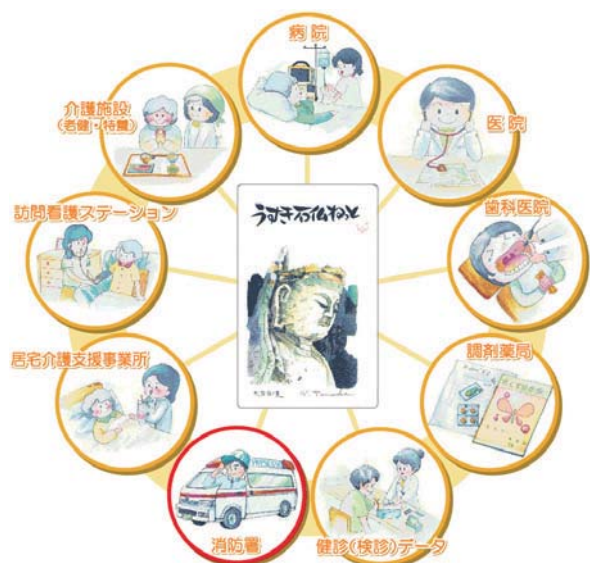 病院
医院
歯科医院
調剤薬局
健診(検診)データ
消防署
居宅介護支援事業所
訪問看護ステーション
介護施設
(老健・特養)
うすき石仏ねっと